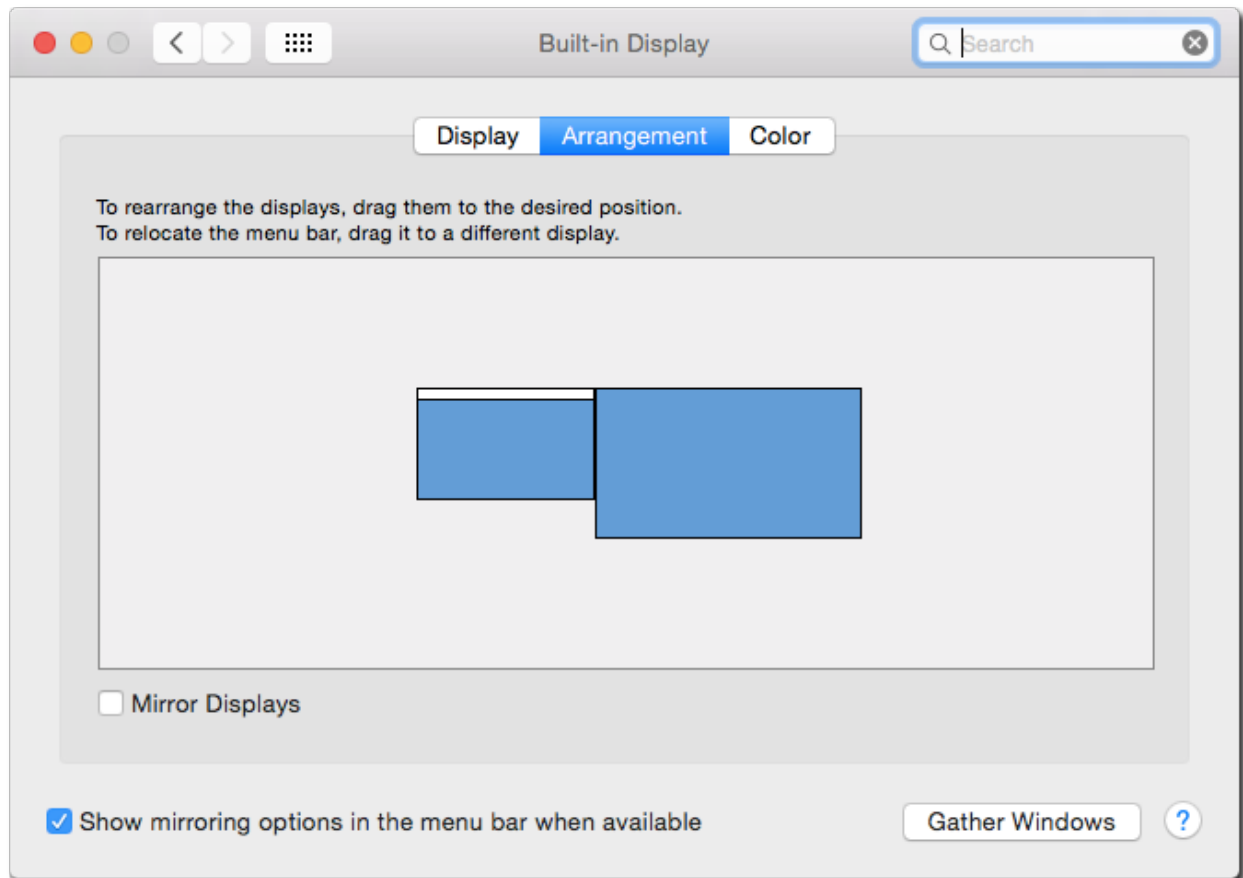 Built-in Display
Search
Display
Arrangement
Color
To rearrange the displays, drag them to the desired position.
To relocate the menu bar, drag it to a different display.
Mirror Displays
Show mirroring options in the menu bar when available
Gather Windows
?